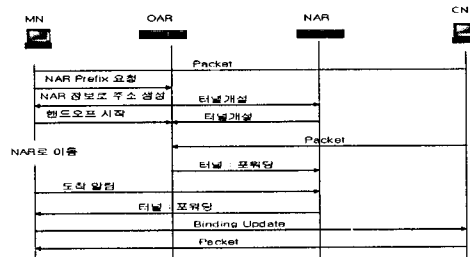 MN
OAR
NAR
CN
Packet
NAR Prefix 요청
NAR 정보로 주소 생성
터널개설
핸드오프 시작
터널개설
Packet
NAR로 이동
터널 : 포워딩
도착 알림
터널 : 포워딩
Binding Update
Packet